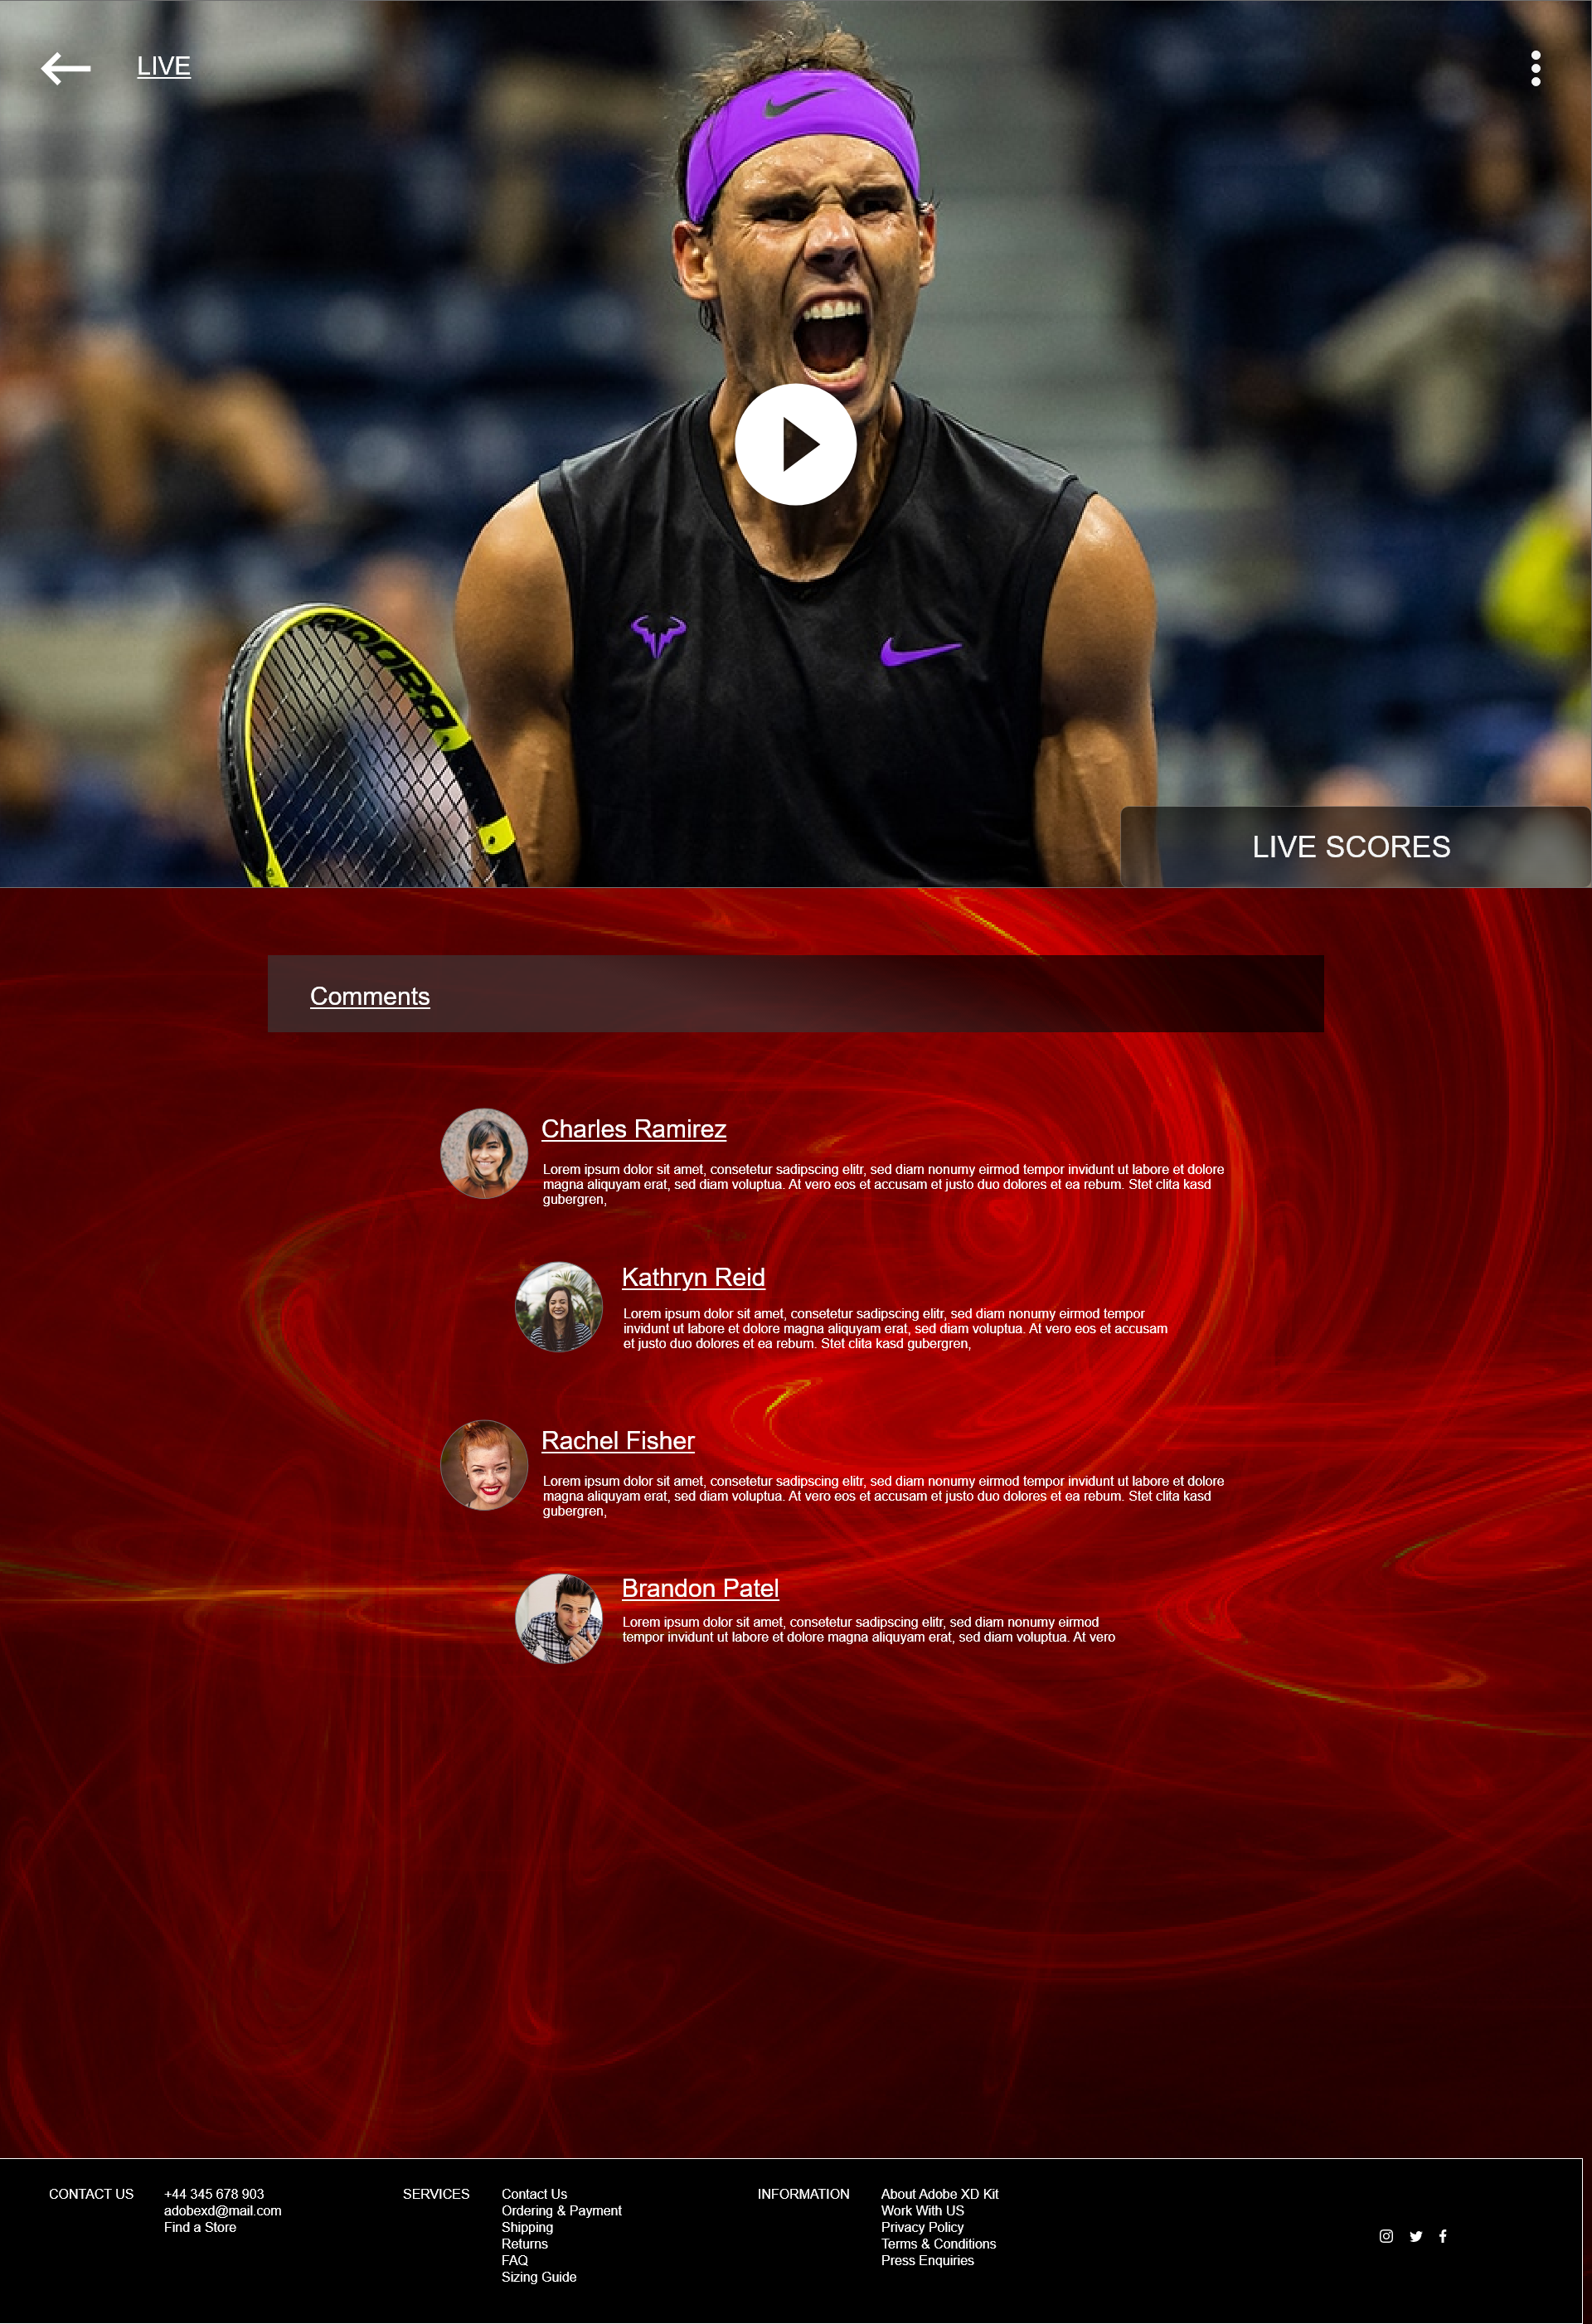 LIVE
Babolat
LIVE SCORES
Comments
Charles Ramirez
Lorem ipsum dolor sit amet, consetetur sadipscing elitr, sed diam nonumy eirmod tempor invidunt ut labore et dolore
magna aliquyam erat, sed diam voluptua. At vero eos et accusam et justo duo dolores et ea rebum. Stet clita kasd
gubergren,
Kathryn Reid
Lorem ipsum dolor sit amet, consetetur sadipscing elitr, sed diam nonumy eirmod tempor
invidunt ut labore et dolore magna aliquyam erat, sed diam voluptua. At vero eos et accusam
et justo duo dolores et ea rebum. Stet clita kasd gubergren,
Rachel Fisher
Lorem ipsum dolor sit amet, consetetur sadipscing elitr, sed diam nonumy eirmod tempor invidunt ut labore et dolore
magna aliquyam erat, sed diam voluptua. At vero eos et accusam et justo duo dolores et ea rebum. Stet clita kasd
gubergren,
Brandon Patel
Lorem ipsum dolor sit amet, consetetur sadipscing elitr, sed diam nonumy eirmod
tempor invidunt ut labore et dolore magna aliquyam erat, sed diam voluptua. At vero
CONTACT US
+44 345 678 903
adobexd@mail.com
Find a Store
SERVICES
Contact Us
Ordering & Payment
Shipping
Returns
FAQ
Sizing Guide
INFORMATION
About Adobe XD Kit
Work With US
Privacy Policy
Terms & Conditions
Press Enquiries